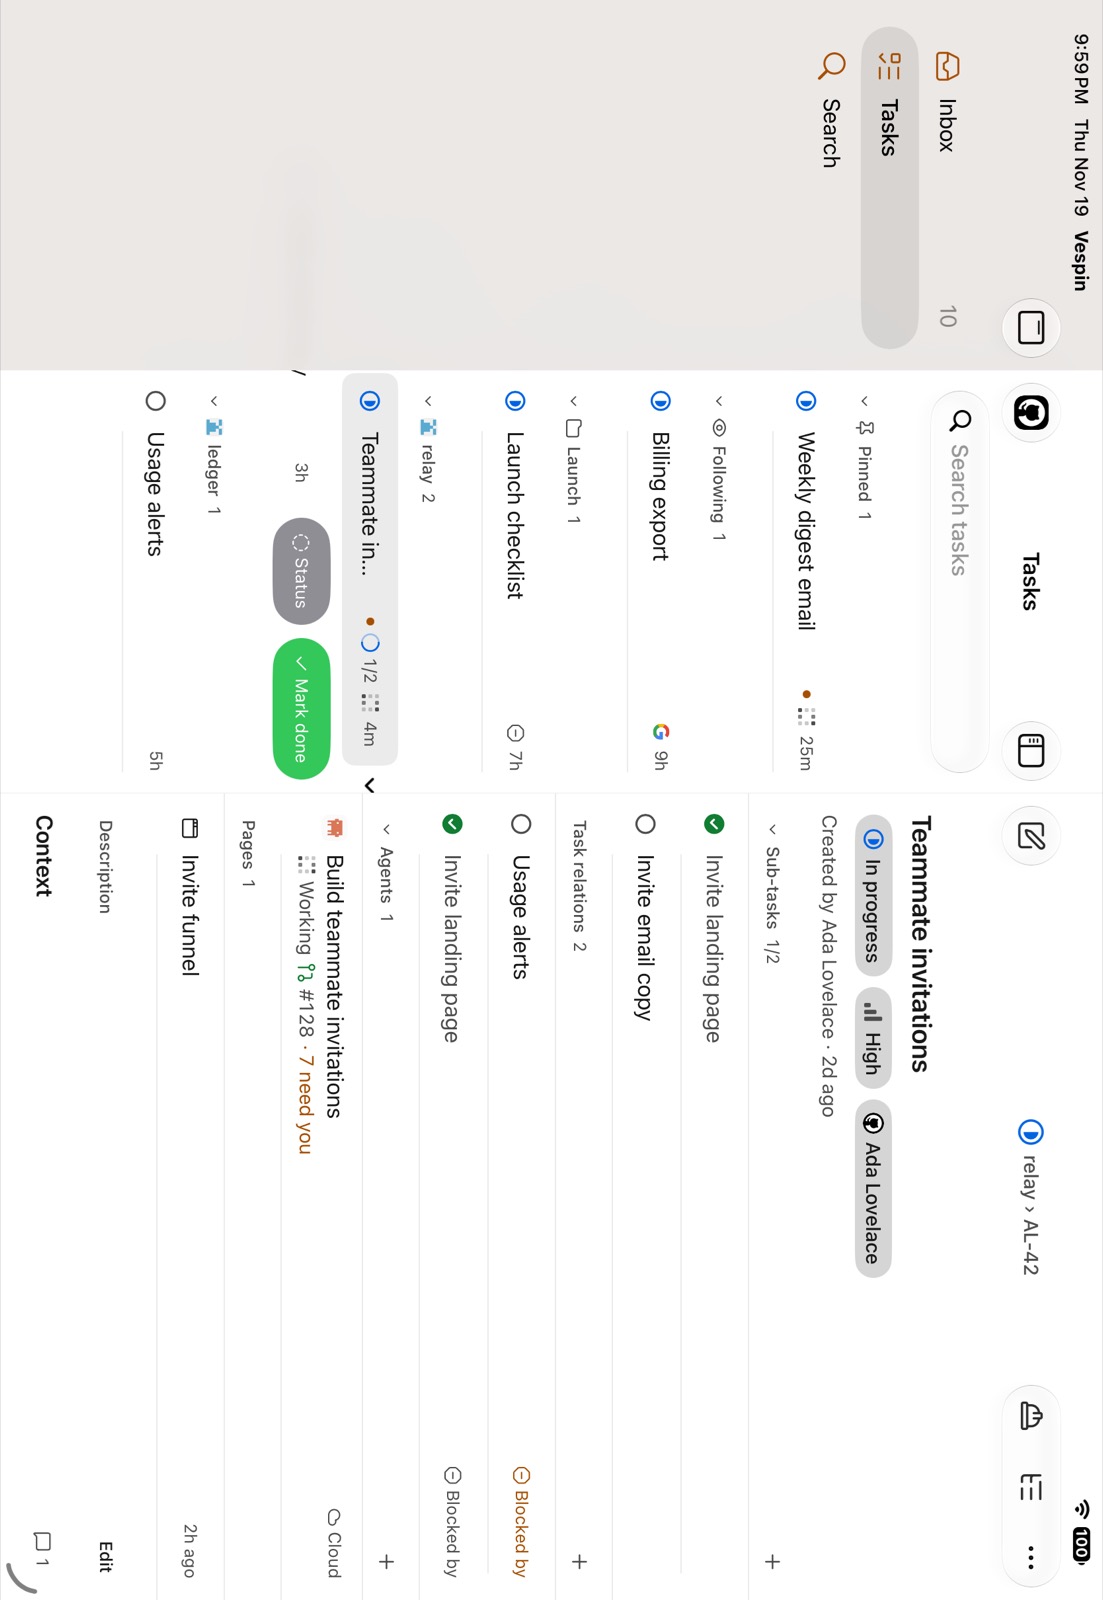 9:59 PM Thu Nov 19 Vespin
100
Inbox 10
Tasks
Search
Tasks
Search tasks
Pinned 1
Weekly digest email 25m
Following 1
Billing export 9h
Launch 1
Launch checklist 7h
relay 2
Teammate in... 1/2 4m
3h Status Mark done
ledger 1
Usage alerts 5h
relay › AL-42
Teammate invitations
In progress High Ada Lovelace
Created by Ada Lovelace · 2d ago
Sub-tasks 1/2
Invite landing page
Invite email copy
Task relations 2
Usage alerts Blocked by
Invite landing page Blocked by
Agents 1
Build teammate invitations Cloud
Working #128 · 7 need you
Pages 1
Invite funnel 2h ago
Description Edit
Context 1